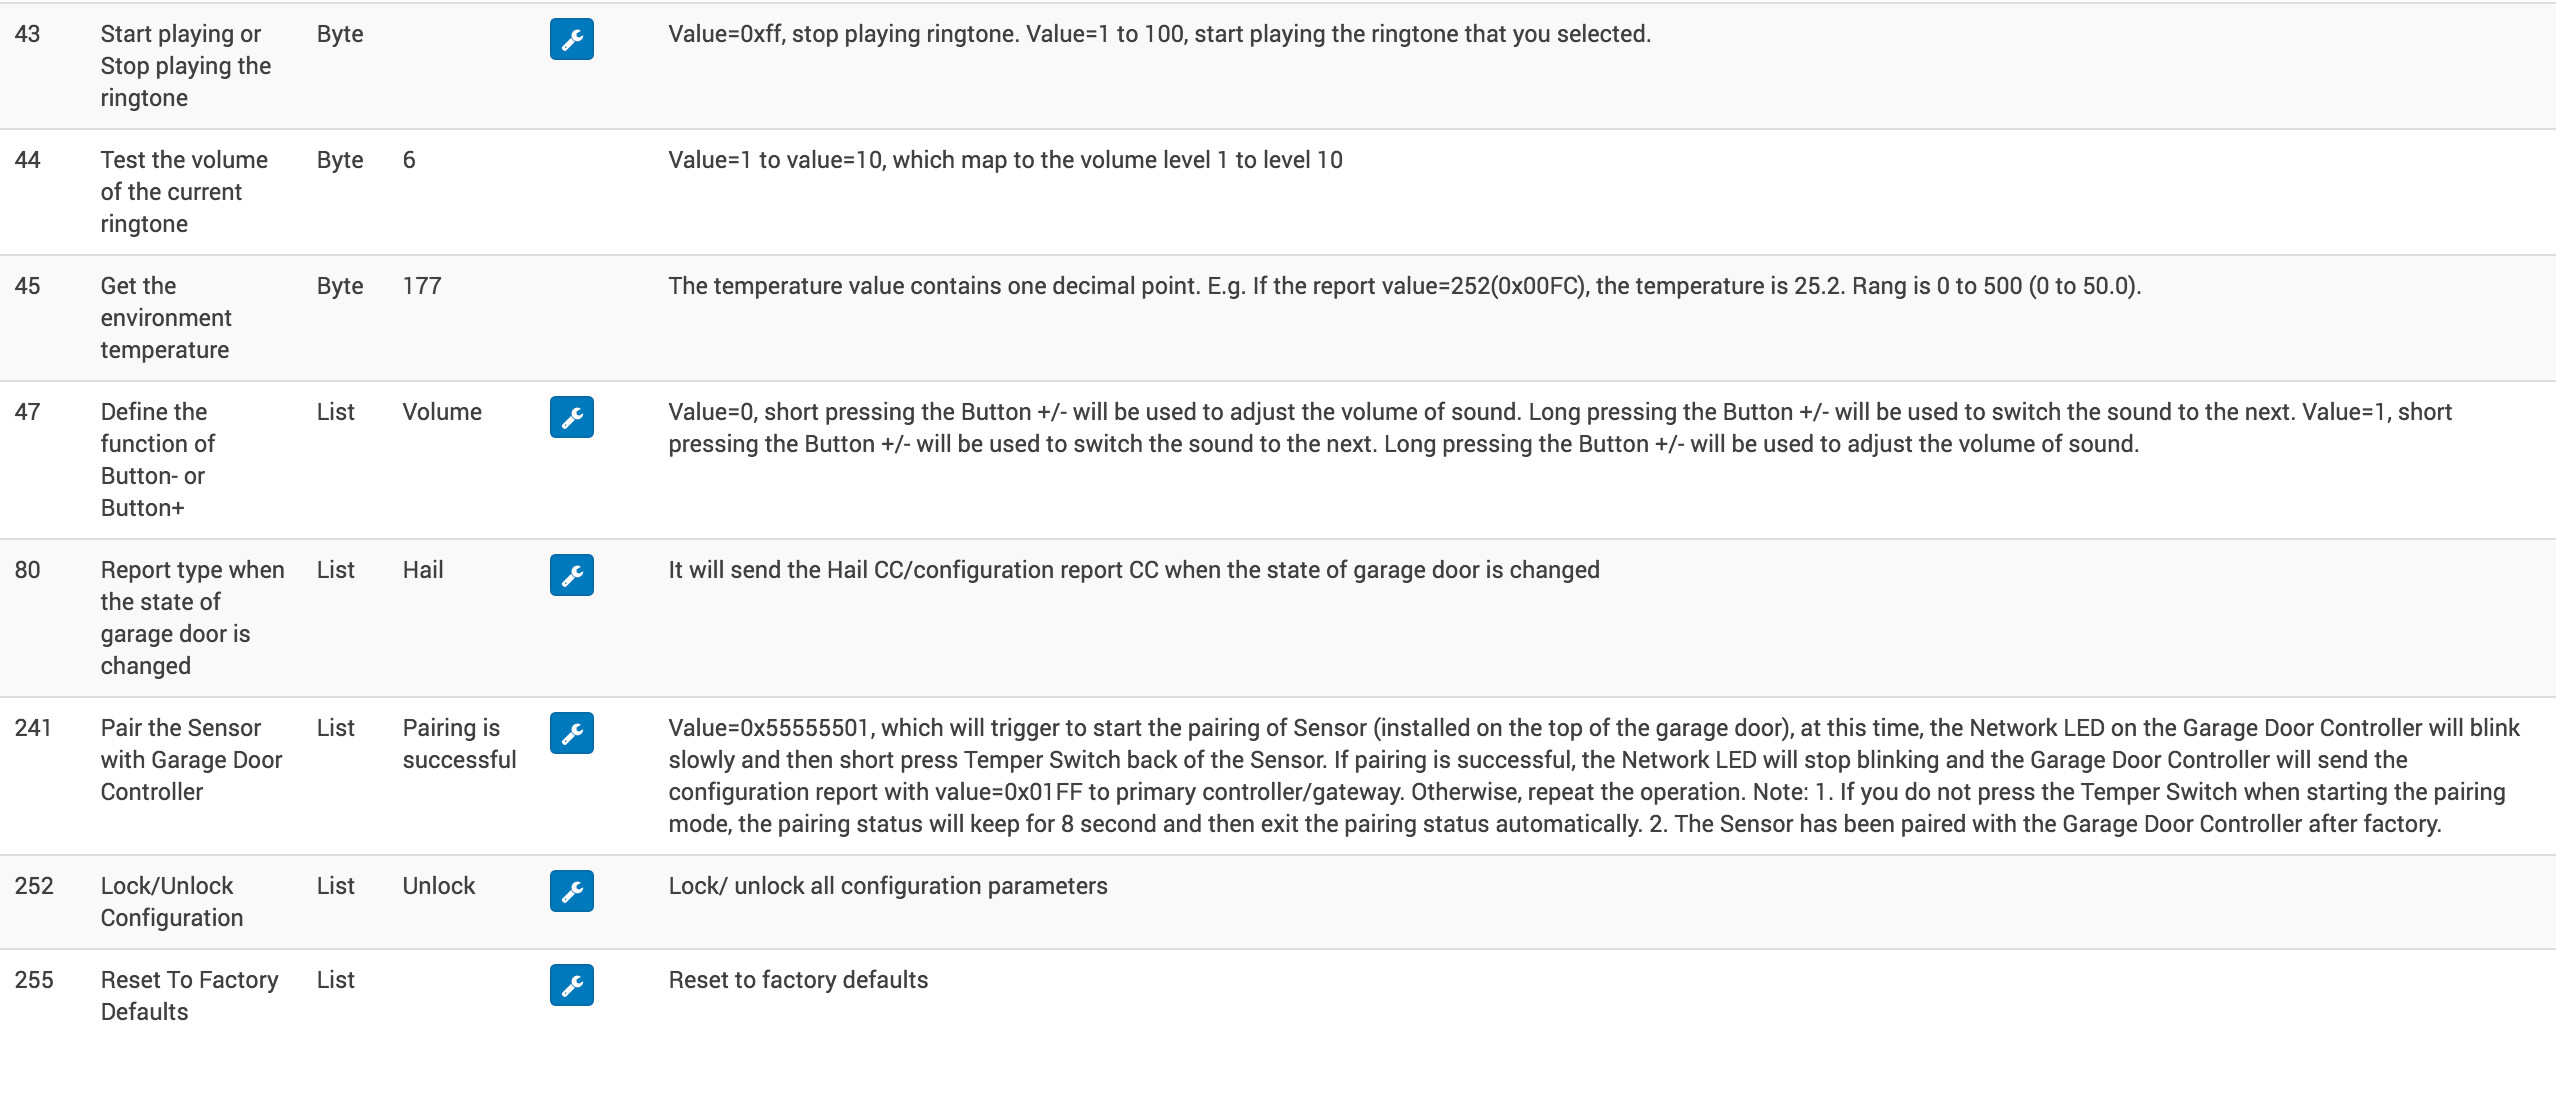 43 Start playing or Byte Value=0xff, stop playing ringtone. Value=1 to 100, start playing the ringtone that you selected.
Stop playing the
ringtone
44 Test the volume Byte 6 Value=1 to value=10, which map to the volume level 1 to level 10
of the current
ringtone
45 Get the Byte 177 The temperature value contains one decimal point. E.g. If the report value=252(0x00FC), the temperature is 25.2. Rang is 0 to 500 (0 to 50.0).
environment
temperature
47 Define the List Volume Value=0, short pressing the Button +/- will be used to adjust the volume of sound. Long pressing the Button +/- will be used to switch the sound to the next. Value=1, short
function of pressing the Button +/- will be used to switch the sound to the next. Long pressing the Button +/- will be used to adjust the volume of sound.
Button- or
Button+
80 Report type when List Hail It will send the Hail CC/configuration report CC when the state of garage door is changed
the state of
garage door is
changed
241 Pair the Sensor List Pairing is Value=0x55555501, which will trigger to start the pairing of Sensor (installed on the top of the garage door), at this time, the Network LED on the Garage Door Controller will blink
with Garage Door successful slowly and then short press Temper Switch back of the Sensor. If pairing is successful, the Network LED will stop blinking and the Garage Door Controller will send the
Controller configuration report with value=0x01FF to primary controller/gateway. Otherwise, repeat the operation. Note: 1. If you do not press the Temper Switch when starting the pairing
mode, the pairing status will keep for 8 second and then exit the pairing status automatically. 2. The Sensor has been paired with the Garage Door Controller after factory.
252 Lock/Unlock List Unlock Lock/ unlock all configuration parameters
Configuration
255 Reset To Factory List Reset to factory defaults
Defaults